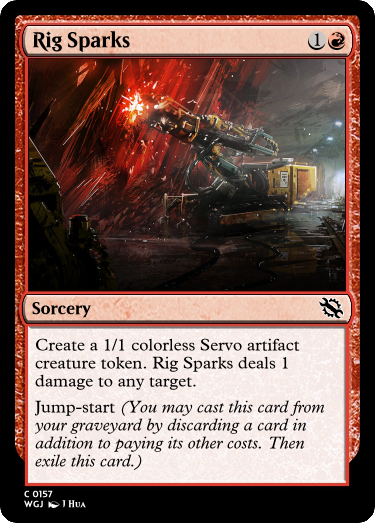 Rig Sparks 1
Sorcery
Create a 1/1 colorless Servo artifact
creature token. Rig Sparks deals 1
damage to any target.
Jump-start (You may cast this card from
your graveyard by discarding a card in
addition to paying its other costs. Then
exile this card.)
C 0157
WGJ J Hua